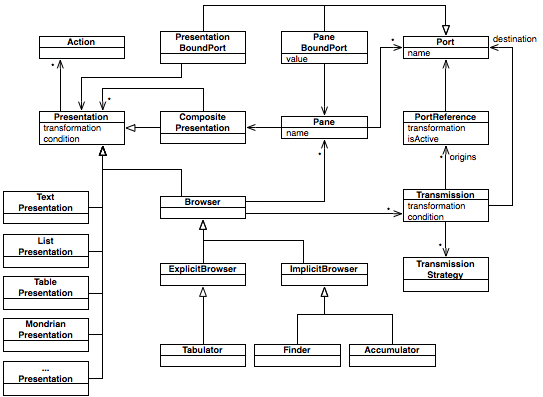 Action
*
Presentation
BoundPort
Pane
BoundPort
value
*
Port
name
destination
*
Presentation
transformation
condition
Composite
Presentation
Pane
name
PortReference
transformation
isActive
*
*
origins
Text
Presentation
Browser
*
Transmission
transformation
condition
List
Presentation
*
ExplicitBrowser
ImplicitBrowser
Transmission
Strategy
Table
Presentation
Mondrian
Presentation
Tabulator
Finder
Accumulator
...
Presentation